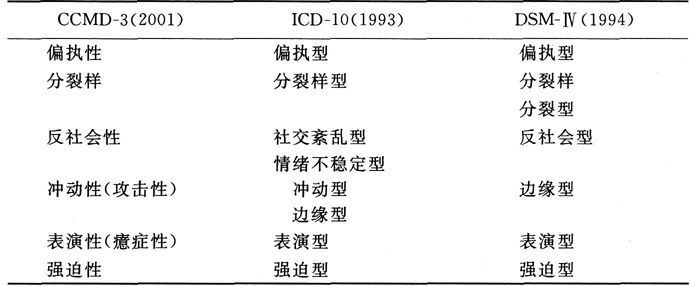 CCMD-3(2001) ICD-10(1993) DSM-Ⅳ(1994)
偏执性 偏执型 偏执型
分裂样 分裂样型 分裂样
分裂型
反社会性 社交紊乱型 反社会型
情绪不稳定型
冲动性(攻击性) 冲动型 边缘型
边缘型
表演性(癔症性) 表演型 表演型
强迫性 强迫型 强迫型